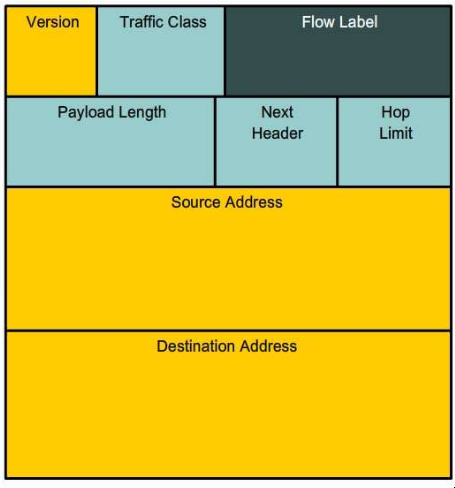 Version Traffic Class Flow Label
Payload Length Next Header Hop Limit
Source Address
Destination Address